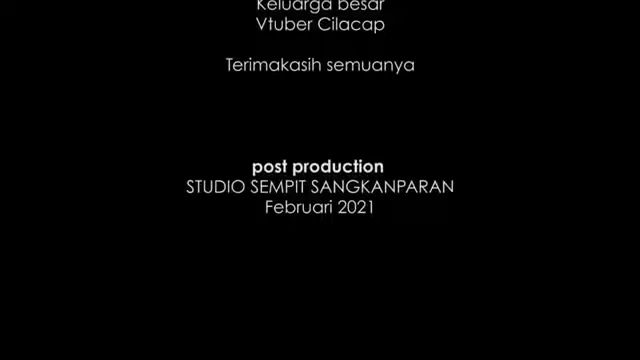 Keluarga besar
Vtuber Cilacap
Terimakasih semuanya
post production
STUDIO SEMPIT SANGKANPARAN
Februari 2021